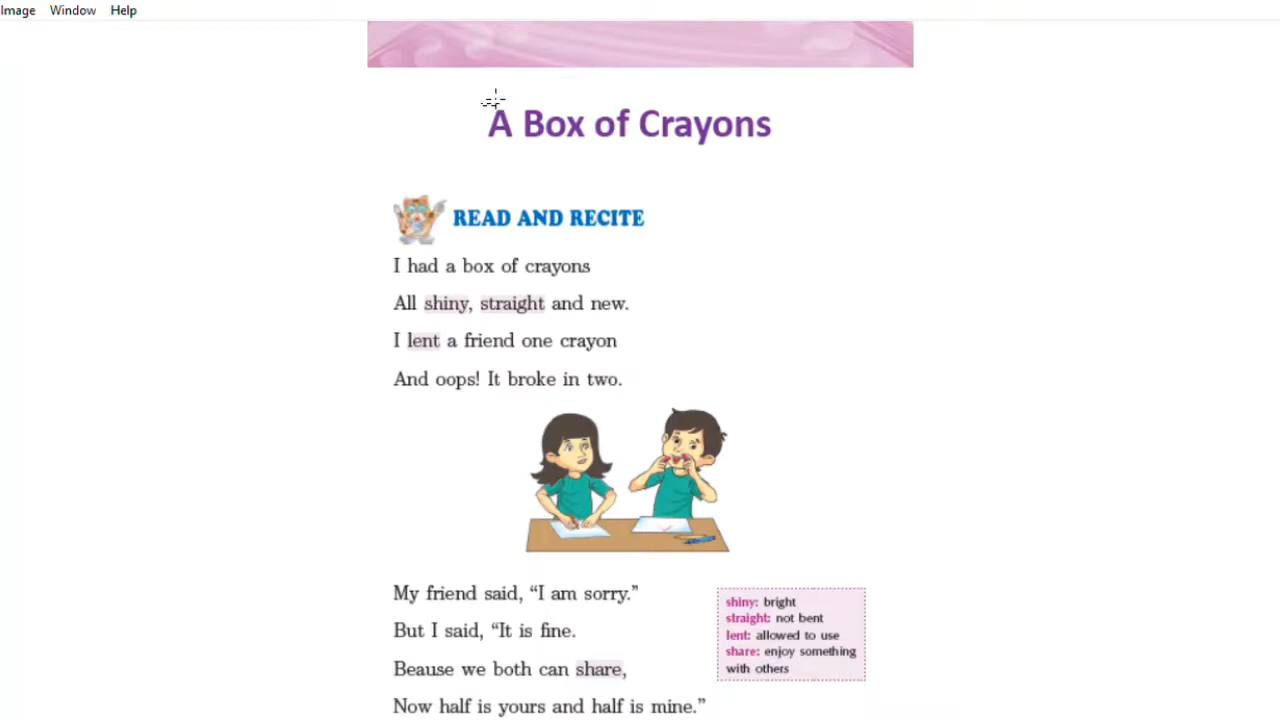 Image Window Help
A Box of Crayons
READ AND RECITE
I had a box of crayons
All shiny, straight and new.
I lent a friend one crayon
And oops! It broke in two.
My friend said, “I am sorry.”
But I said, “It is fine.
Beause we both can share,
Now half is yours and half is mine.”
shiny: bright
straight: not bent
lent: allowed to use
share: enjoy something
with others